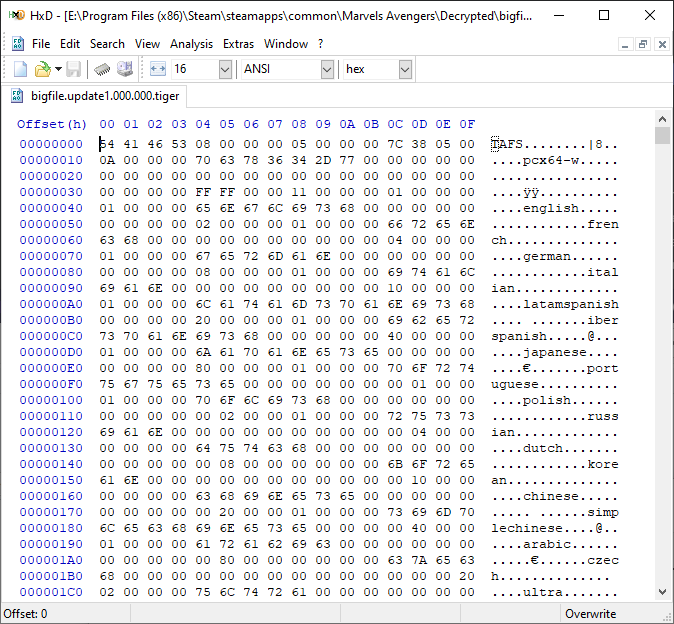 HxD - [E:\Program Files (x86)\Steam\steamapps\common\Marvels Avengers\Decrypted\bigfi...
File Edit Search View Analysis Extras Window ?
16 ANSI hex
bigfile.update1.000.000.tiger
Offset(h) 00 01 02 03 04 05 06 07 08 09 0A 0B 0C 0D 0E 0F
00000000 54 41 46 53 08 00 00 00 05 00 00 00 7C 38 05 00 TAFS........|8..
00000010 0A 00 00 00 70 63 78 36 34 2D 77 00 00 00 00 00 ....pcx64-w.....
00000020 00 00 00 00 00 00 00 00 00 00 00 00 00 00 00 00 ................
00000030 00 00 00 00 FF FF 00 00 11 00 00 00 01 00 00 00 ....ÿÿ..........
00000040 01 00 00 00 65 6E 67 6C 69 73 68 00 00 00 00 00 ....english.....
00000050 00 00 00 00 02 00 00 00 01 00 00 00 66 72 65 6E ............fren
00000060 63 68 00 00 00 00 00 00 00 00 00 00 04 00 00 00 ch..............
00000070 01 00 00 00 67 65 72 6D 61 6E 00 00 00 00 00 00 ....german......
00000080 00 00 00 00 08 00 00 00 01 00 00 00 69 74 61 6C ............ital
00000090 69 61 6E 00 00 00 00 00 00 00 00 00 10 00 00 00 ian.............
000000A0 01 00 00 00 6C 61 74 61 6D 73 70 61 6E 69 73 68 ....latamspanish
000000B0 00 00 00 00 20 00 00 00 01 00 00 00 69 62 65 72 .... .......iber
000000C0 73 70 61 6E 69 73 68 00 00 00 00 00 40 00 00 00 spanish.....@...
000000D0 01 00 00 00 6A 61 70 61 6E 65 73 65 00 00 00 00 ....japanese....
000000E0 00 00 00 00 80 00 00 00 01 00 00 00 70 6F 72 74 ....€.......port
000000F0 75 67 75 65 73 65 00 00 00 00 00 00 00 01 00 00 uguese..........
00000100 01 00 00 00 70 6F 6C 69 73 68 00 00 00 00 00 00 ....polish......
00000110 00 00 00 00 00 02 00 00 01 00 00 00 72 75 73 73 ............russ
00000120 69 61 6E 00 00 00 00 00 00 00 00 00 00 04 00 00 ian.............
00000130 01 00 00 00 64 75 74 63 68 00 00 00 00 00 00 00 ....dutch.......
00000140 00 00 00 00 00 08 00 00 01 00 00 00 6B 6F 72 65 ............kore
00000150 61 6E 00 00 00 00 00 00 00 00 00 00 00 10 00 00 an..............
00000160 01 00 00 00 63 68 69 6E 65 73 65 00 00 00 00 00 ....chinese.....
00000170 00 00 00 00 00 20 00 00 01 00 00 00 73 69 6D 70 ..... ......simp
00000180 6C 65 63 68 69 6E 65 73 65 00 00 00 00 40 00 00 lechinese....@..
00000190 01 00 00 00 61 72 61 62 69 63 00 00 00 00 00 00 ....arabic......
000001A0 00 00 00 00 00 80 00 00 00 00 00 00 63 7A 65 63 .....€......czec
000001B0 68 00 00 00 00 00 00 00 00 00 00 00 00 00 00 20 h..............
000001C0 02 00 00 00 75 6C 74 72 61 00 00 00 00 00 00 00 ....ultra.......
Offset: 0 Overwrite